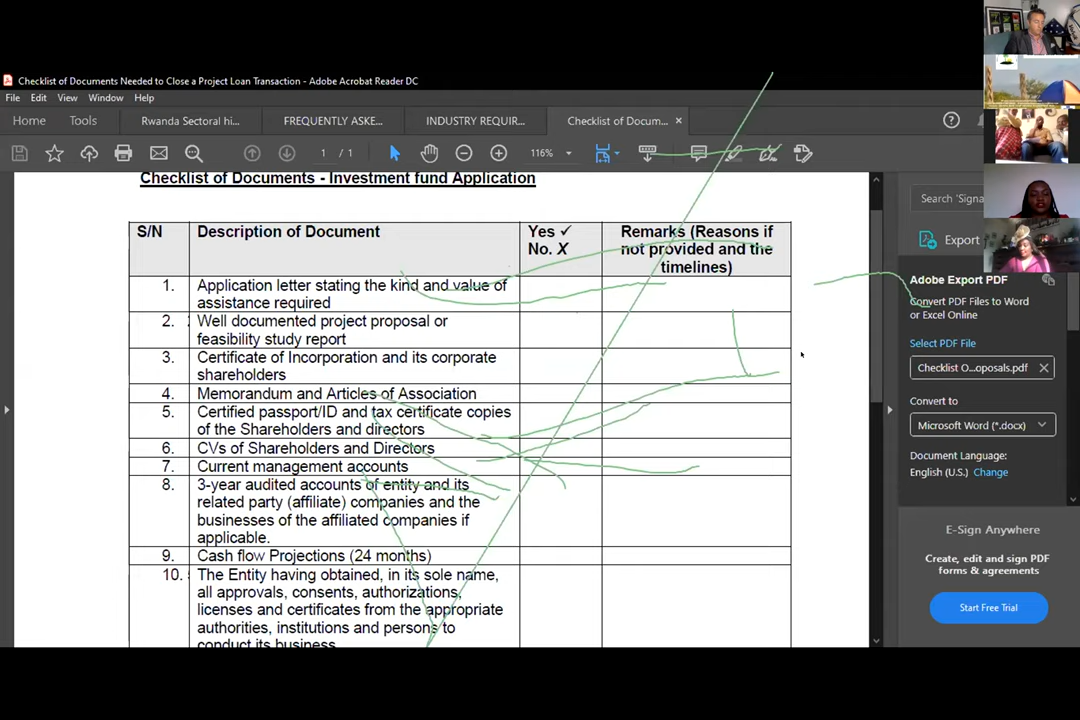 Checklist of Documents Needed to Close a Project Loan Transaction - Adobe Acrobat Reader DC
File Edit View Window Help
Home Tools Rwanda Sectoral hi... FREQUENTLY ASKE... INDUSTRY REQUIR... Checklist of Docum... ×
1 / 1 116%
Checklist of Documents - Investment fund Application
S/N Description of Document Yes ✓ Remarks (Reasons if
No. X not provided and the
timelines)
1. Application letter stating the kind and value of
assistance required
2. Well documented project proposal or
feasibility study report
3. Certificate of Incorporation and its corporate
shareholders
4. Memorandum and Articles of Association
5. Certified passport/ID and tax certificate copies
of the Shareholders and directors
6. CVs of Shareholders and Directors
7. Current management accounts
8. 3-year audited accounts of entity and its
related party (affiliate) companies and the
businesses of the affiliated companies if
applicable.
9. Cash flow Projections (24 months)
10. The Entity having obtained, in its sole name,
all approvals, consents, authorizations,
licenses and certificates from the appropriate
authorities, institutions and persons to
conduct its business
Search 'Signa
Export
Adobe Export PDF
Convert PDF Files to Word
or Excel Online
Select PDF File
Checklist O...oposals.pdf ×
Convert to
Microsoft Word (*.docx)
Document Language:
English (U.S.) Change
E-Sign Anywhere
Create, edit and sign PDF
forms & agreements
Start Free Trial